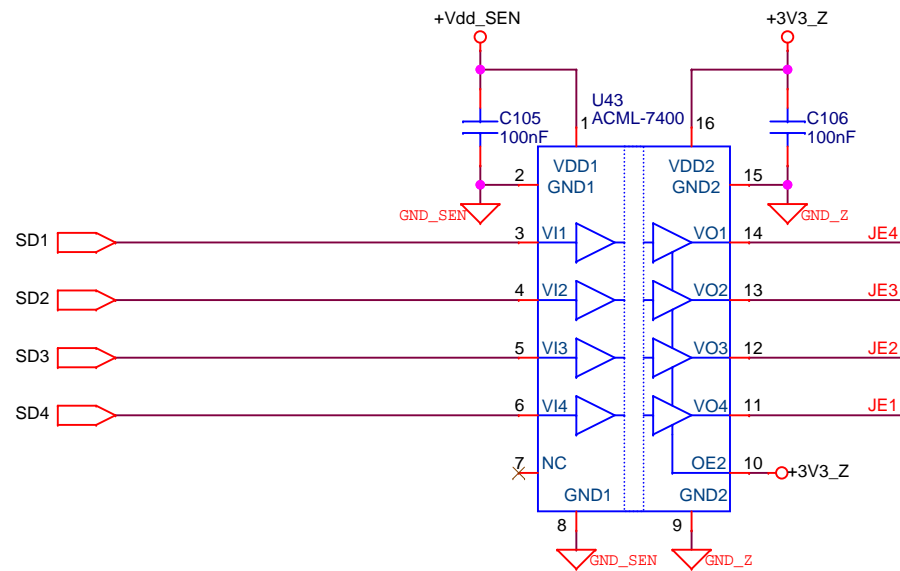 +Vdd_SEN
+3V3_Z
U43
ACML-7400
C105
100nF
1
16
C106
100nF
VDD1
VDD2
2
GND1
GND2
15
GND_SEN
GND_Z
SD1
3
VI1
VO1
14
JE4
SD2
4
VI2
VO2
13
JE3
SD3
5
VI3
VO3
12
JE2
SD4
6
VI4
VO4
11
JE1
7
NC
OE2
10
+3V3_Z
GND1
GND2
8
9
GND_SEN
GND_Z